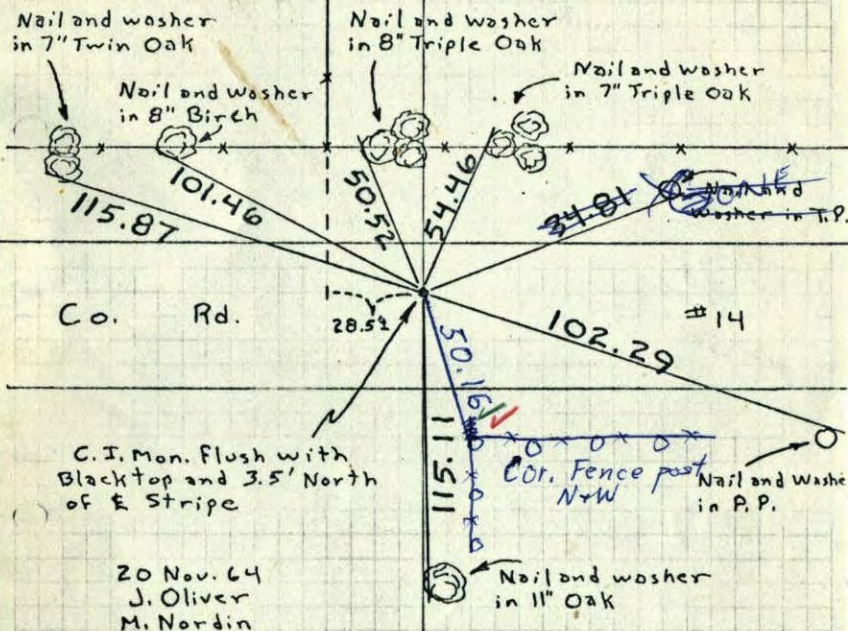 Nail and washer
in 7" Twin Oak
Nail and washer
in 8" Triple Oak
Nail and washer
in 7" Triple Oak
Nail and washer
in 8" Birch
115.87
101.46
50.52
54.46
34.81
GONE
Nail and
washer in T.P.
Co. Rd.
28.5±
#14
102.29
50.16
115.11
C.I. Mon. Flush with
Blacktop and 3.5' North
of ℄ Stripe
Cor. Fence post
N+W
Nail and Washe
in P.P.
20 Nov. 64
J. Oliver
M. Nordin
Nail and washer
in 11" Oak